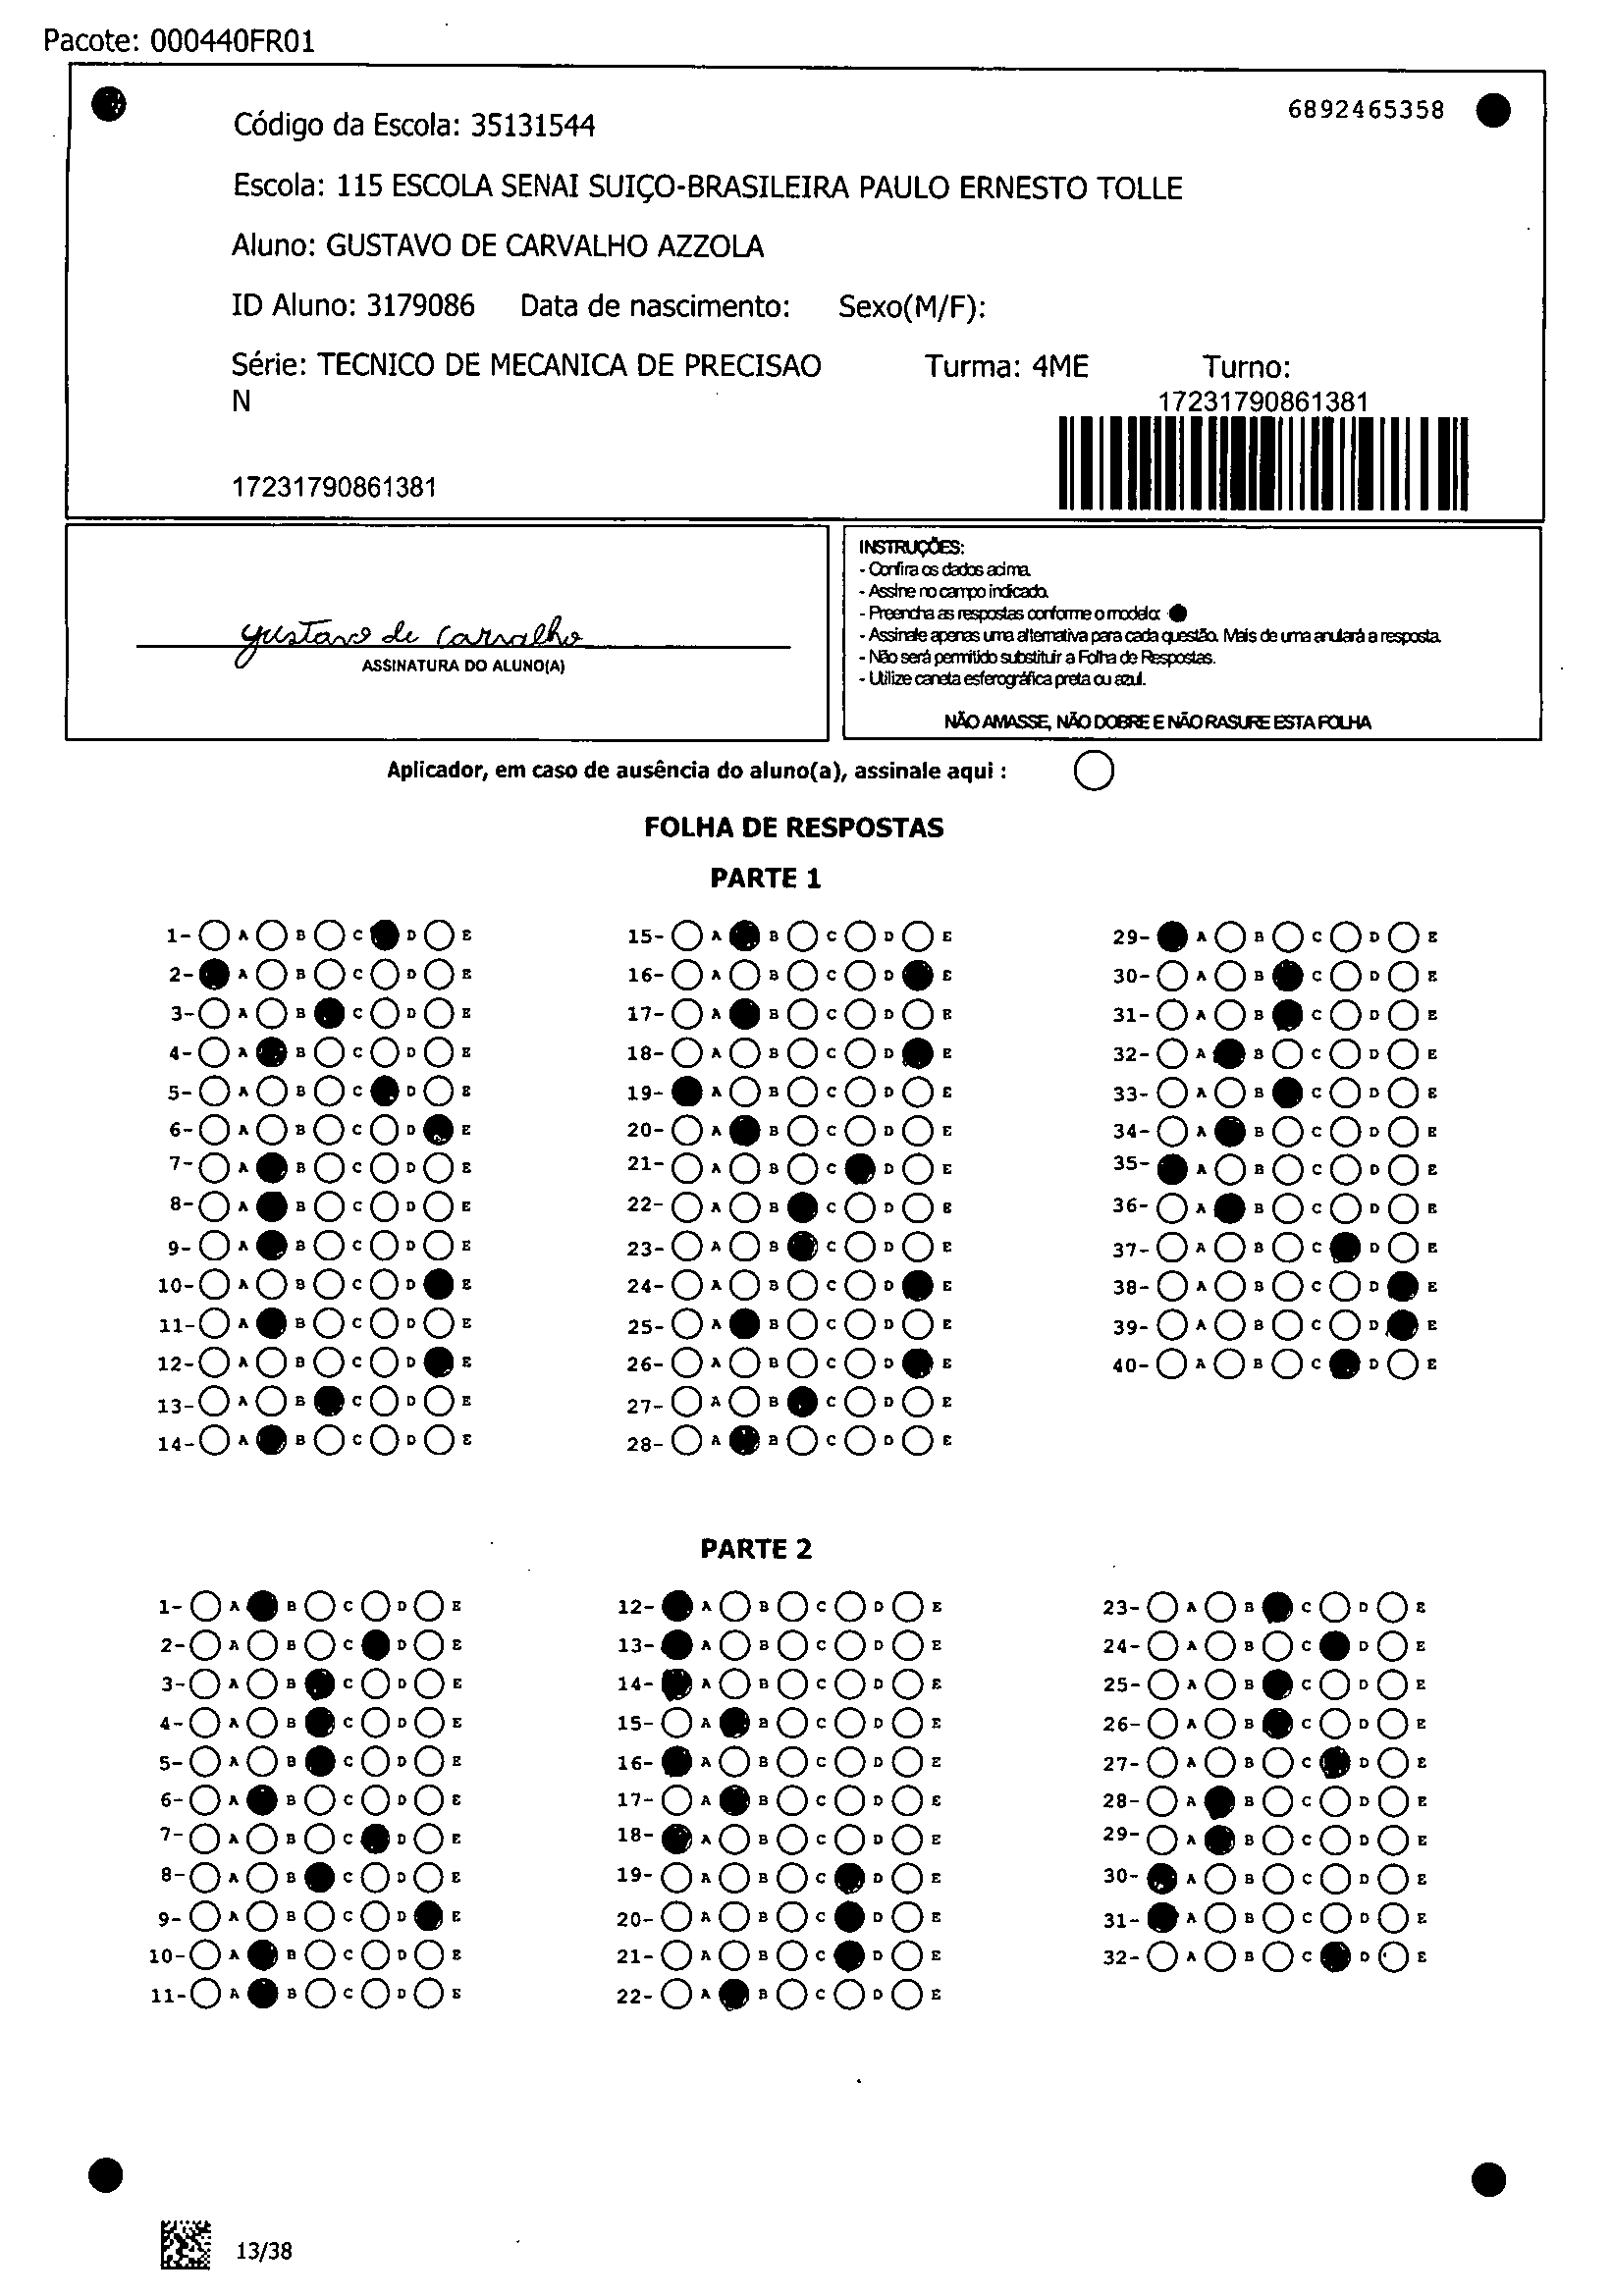 Pacote: 000440FR01
6892465358
Código da Escola: 35131544
Escola: 115 ESCOLA SENAI SUIÇO-BRASILEIRA PAULO ERNESTO TOLLE
Aluno: GUSTAVO DE CARVALHO AZZOLA
ID Aluno: 3179086 Data de nascimento: Sexo(M/F):
Série: TECNICO DE MECANICA DE PRECISAO Turma: 4ME Turno:
N
17231790861381
17231790861381
gustavo de carvalho
ASSINATURA DO ALUNO(A)
INSTRUÇÕES:
- Confira os dados acima.
- Assine no campo indicado.
- Preencha as respostas conforme o modelo:
- Assinale apenas uma alternativa para cada questão. Mais de uma anulará a resposta.
- Não será permitido substituir a Folha de Respostas.
- Utilize caneta esferográfica preta ou azul.
NÃO AMASSE, NÃO DOBRE E NÃO RASURE ESTA FOLHA
Aplicador, em caso de ausência do aluno(a), assinale aqui :
FOLHA DE RESPOSTAS
PARTE 1
1- A B C D E 15- A B C D E 29- A B C D E
2- A B C D E 16- A B C D E 30- A B C D E
3- A B C D E 17- A B C D E 31- A B C D E
4- A B C D E 18- A B C D E 32- A B C D E
5- A B C D E 19- A B C D E 33- A B C D E
6- A B C D E 20- A B C D E 34- A B C D E
7- A B C D E 21- A B C D E 35- A B C D E
8- A B C D E 22- A B C D E 36- A B C D E
9- A B C D E 23- A B C D E 37- A B C D E
10- A B C D E 24- A B C D E 38- A B C D E
11- A B C D E 25- A B C D E 39- A B C D E
12- A B C D E 26- A B C D E 40- A B C D E
13- A B C D E 27- A B C D E
14- A B C D E 28- A B C D E
PARTE 2
1- A B C D E 12- A B C D E 23- A B C D E
2- A B C D E 13- A B C D E 24- A B C D E
3- A B C D E 14- A B C D E 25- A B C D E
4- A B C D E 15- A B C D E 26- A B C D E
5- A B C D E 16- A B C D E 27- A B C D E
6- A B C D E 17- A B C D E 28- A B C D E
7- A B C D E 18- A B C D E 29- A B C D E
8- A B C D E 19- A B C D E 30- A B C D E
9- A B C D E 20- A B C D E 31- A B C D E
10- A B C D E 21- A B C D E 32- A B C D E
11- A B C D E 22- A B C D E
13/38